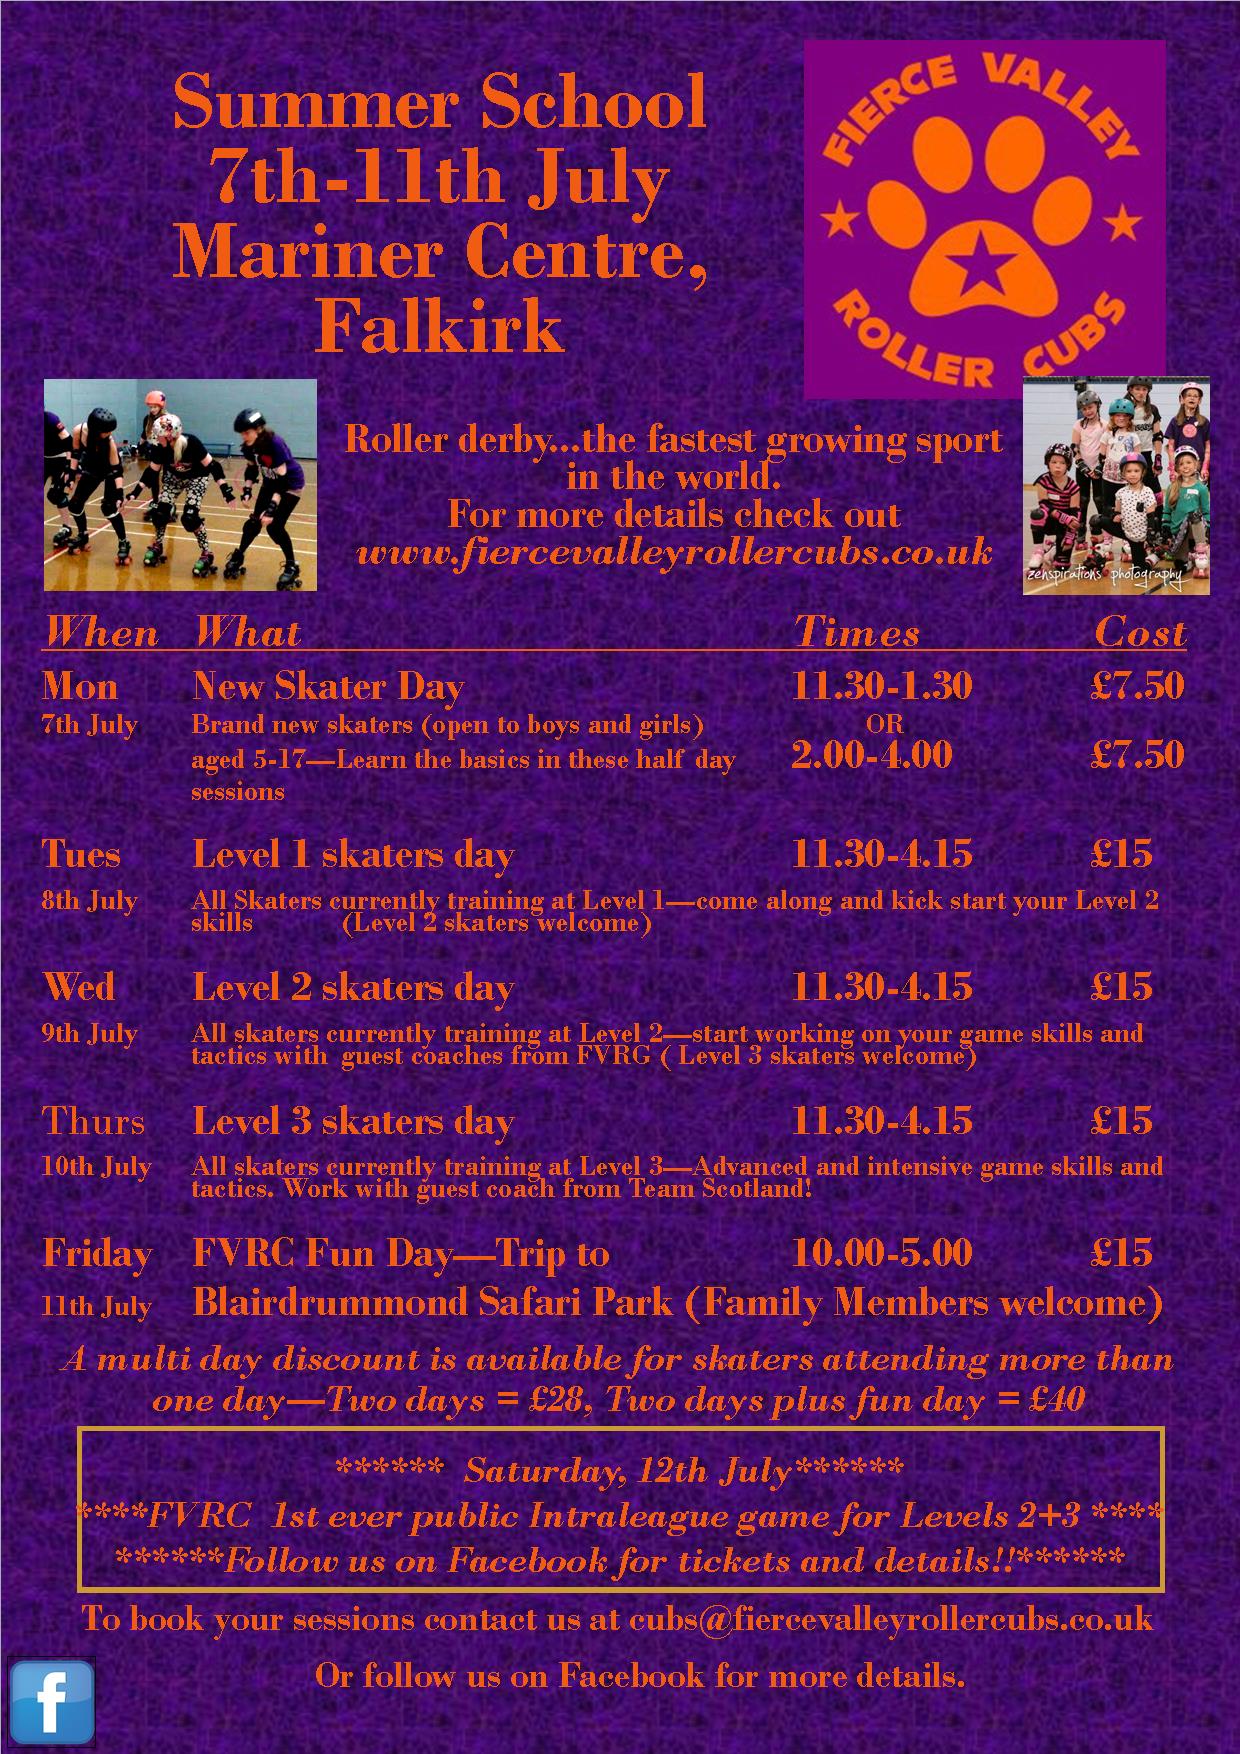 Summer School
7th-11th July
Mariner Centre,
Falkirk
FIERCE VALLEY
ROLLER CUBS
Roller derby...the fastest growing sport
in the world.
For more details check out
www.fiercevalleyrollercubs.co.uk
zenspirations photography
When What Times Cost
Mon New Skater Day 11.30-1.30 £7.50
7th July Brand new skaters (open to boys and girls) OR
aged 5-17—Learn the basics in these half day 2.00-4.00 £7.50
sessions
Tues Level 1 skaters day 11.30-4.15 £15
8th July All Skaters currently training at Level 1—come along and kick start your Level 2
skills (Level 2 skaters welcome)
Wed Level 2 skaters day 11.30-4.15 £15
9th July All skaters currently training at Level 2—start working on your game skills and
tactics with guest coaches from FVRG ( Level 3 skaters welcome)
Thurs Level 3 skaters day 11.30-4.15 £15
10th July All skaters currently training at Level 3—Advanced and intensive game skills and
tactics. Work with guest coach from Team Scotland!
Friday FVRC Fun Day—Trip to 10.00-5.00 £15
11th July Blairdrummond Safari Park (Family Members welcome)
A multi day discount is available for skaters attending more than
one day—Two days = £28, Two days plus fun day = £40
****** Saturday, 12th July******
****FVRC 1st ever public Intraleague game for Levels 2+3 ****
******Follow us on Facebook for tickets and details!!******
To book your sessions contact us at cubs@fiercevalleyrollercubs.co.uk
Or follow us on Facebook for more details.
f